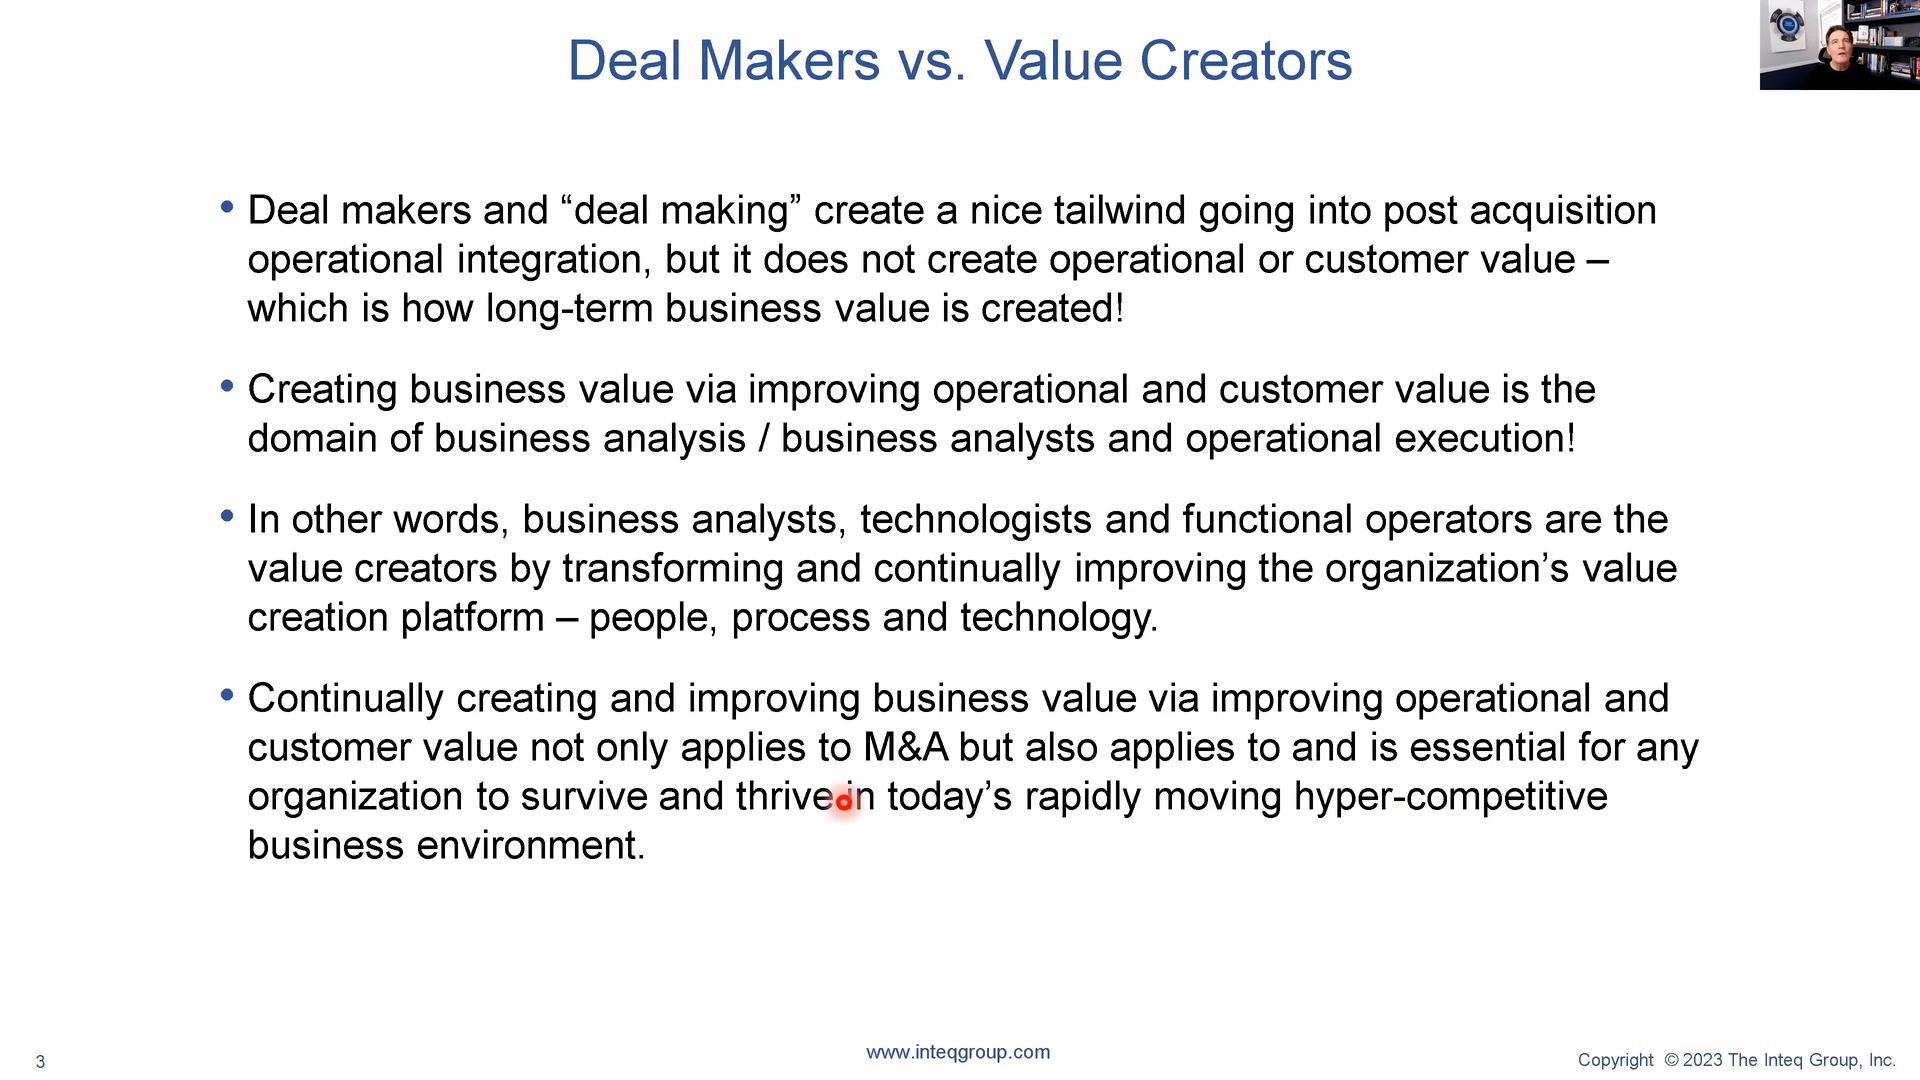 Deal Makers vs. Value Creators
• Deal makers and “deal making” create a nice tailwind going into post acquisition
operational integration, but it does not create operational or customer value –
which is how long-term business value is created!
• Creating business value via improving operational and customer value is the
domain of business analysis / business analysts and operational execution!
• In other words, business analysts, technologists and functional operators are the
value creators by transforming and continually improving the organization’s value
creation platform – people, process and technology.
• Continually creating and improving business value via improving operational and
customer value not only applies to M&A but also applies to and is essential for any
organization to survive and thrive in today’s rapidly moving hyper-competitive
business environment.
3
www.inteqgroup.com
Copyright © 2023 The Inteq Group, Inc.